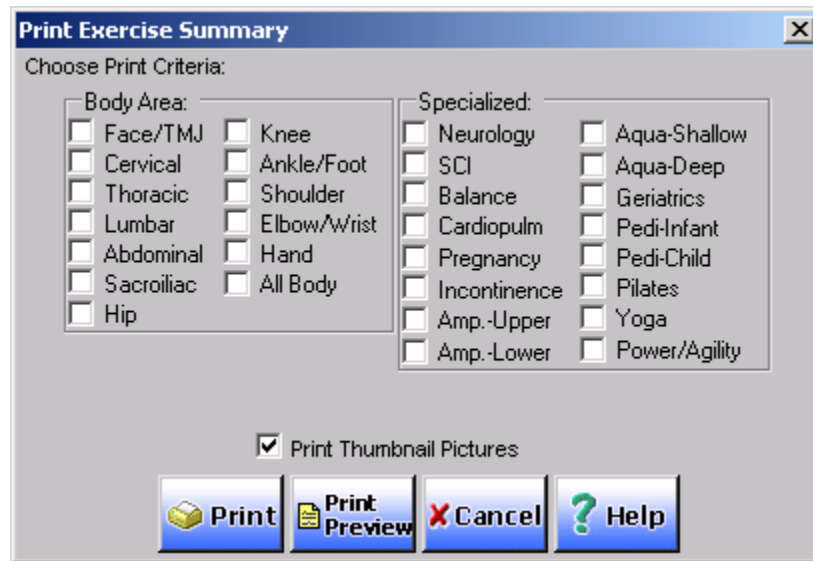 Print Exercise Summary
Choose Print Criteria:
Body Area:
Face/TMJ
Cervical
Thoracic
Lumbar
Abdominal
Sacroiliac
Hip
Knee
Ankle/Foot
Shoulder
Elbow/Wrist
Hand
All Body
Specialized:
Neurology
SCI
Balance
Cardiopulm
Pregnancy
Incontinence
Amp.-Upper
Amp.-Lower
Aqua-Shallow
Aqua-Deep
Geriatrics
Pedi-Infant
Pedi-Child
Pilates
Yoga
Power/Agility
Print Thumbnail Pictures
Print
Print
Preview
Cancel
Help